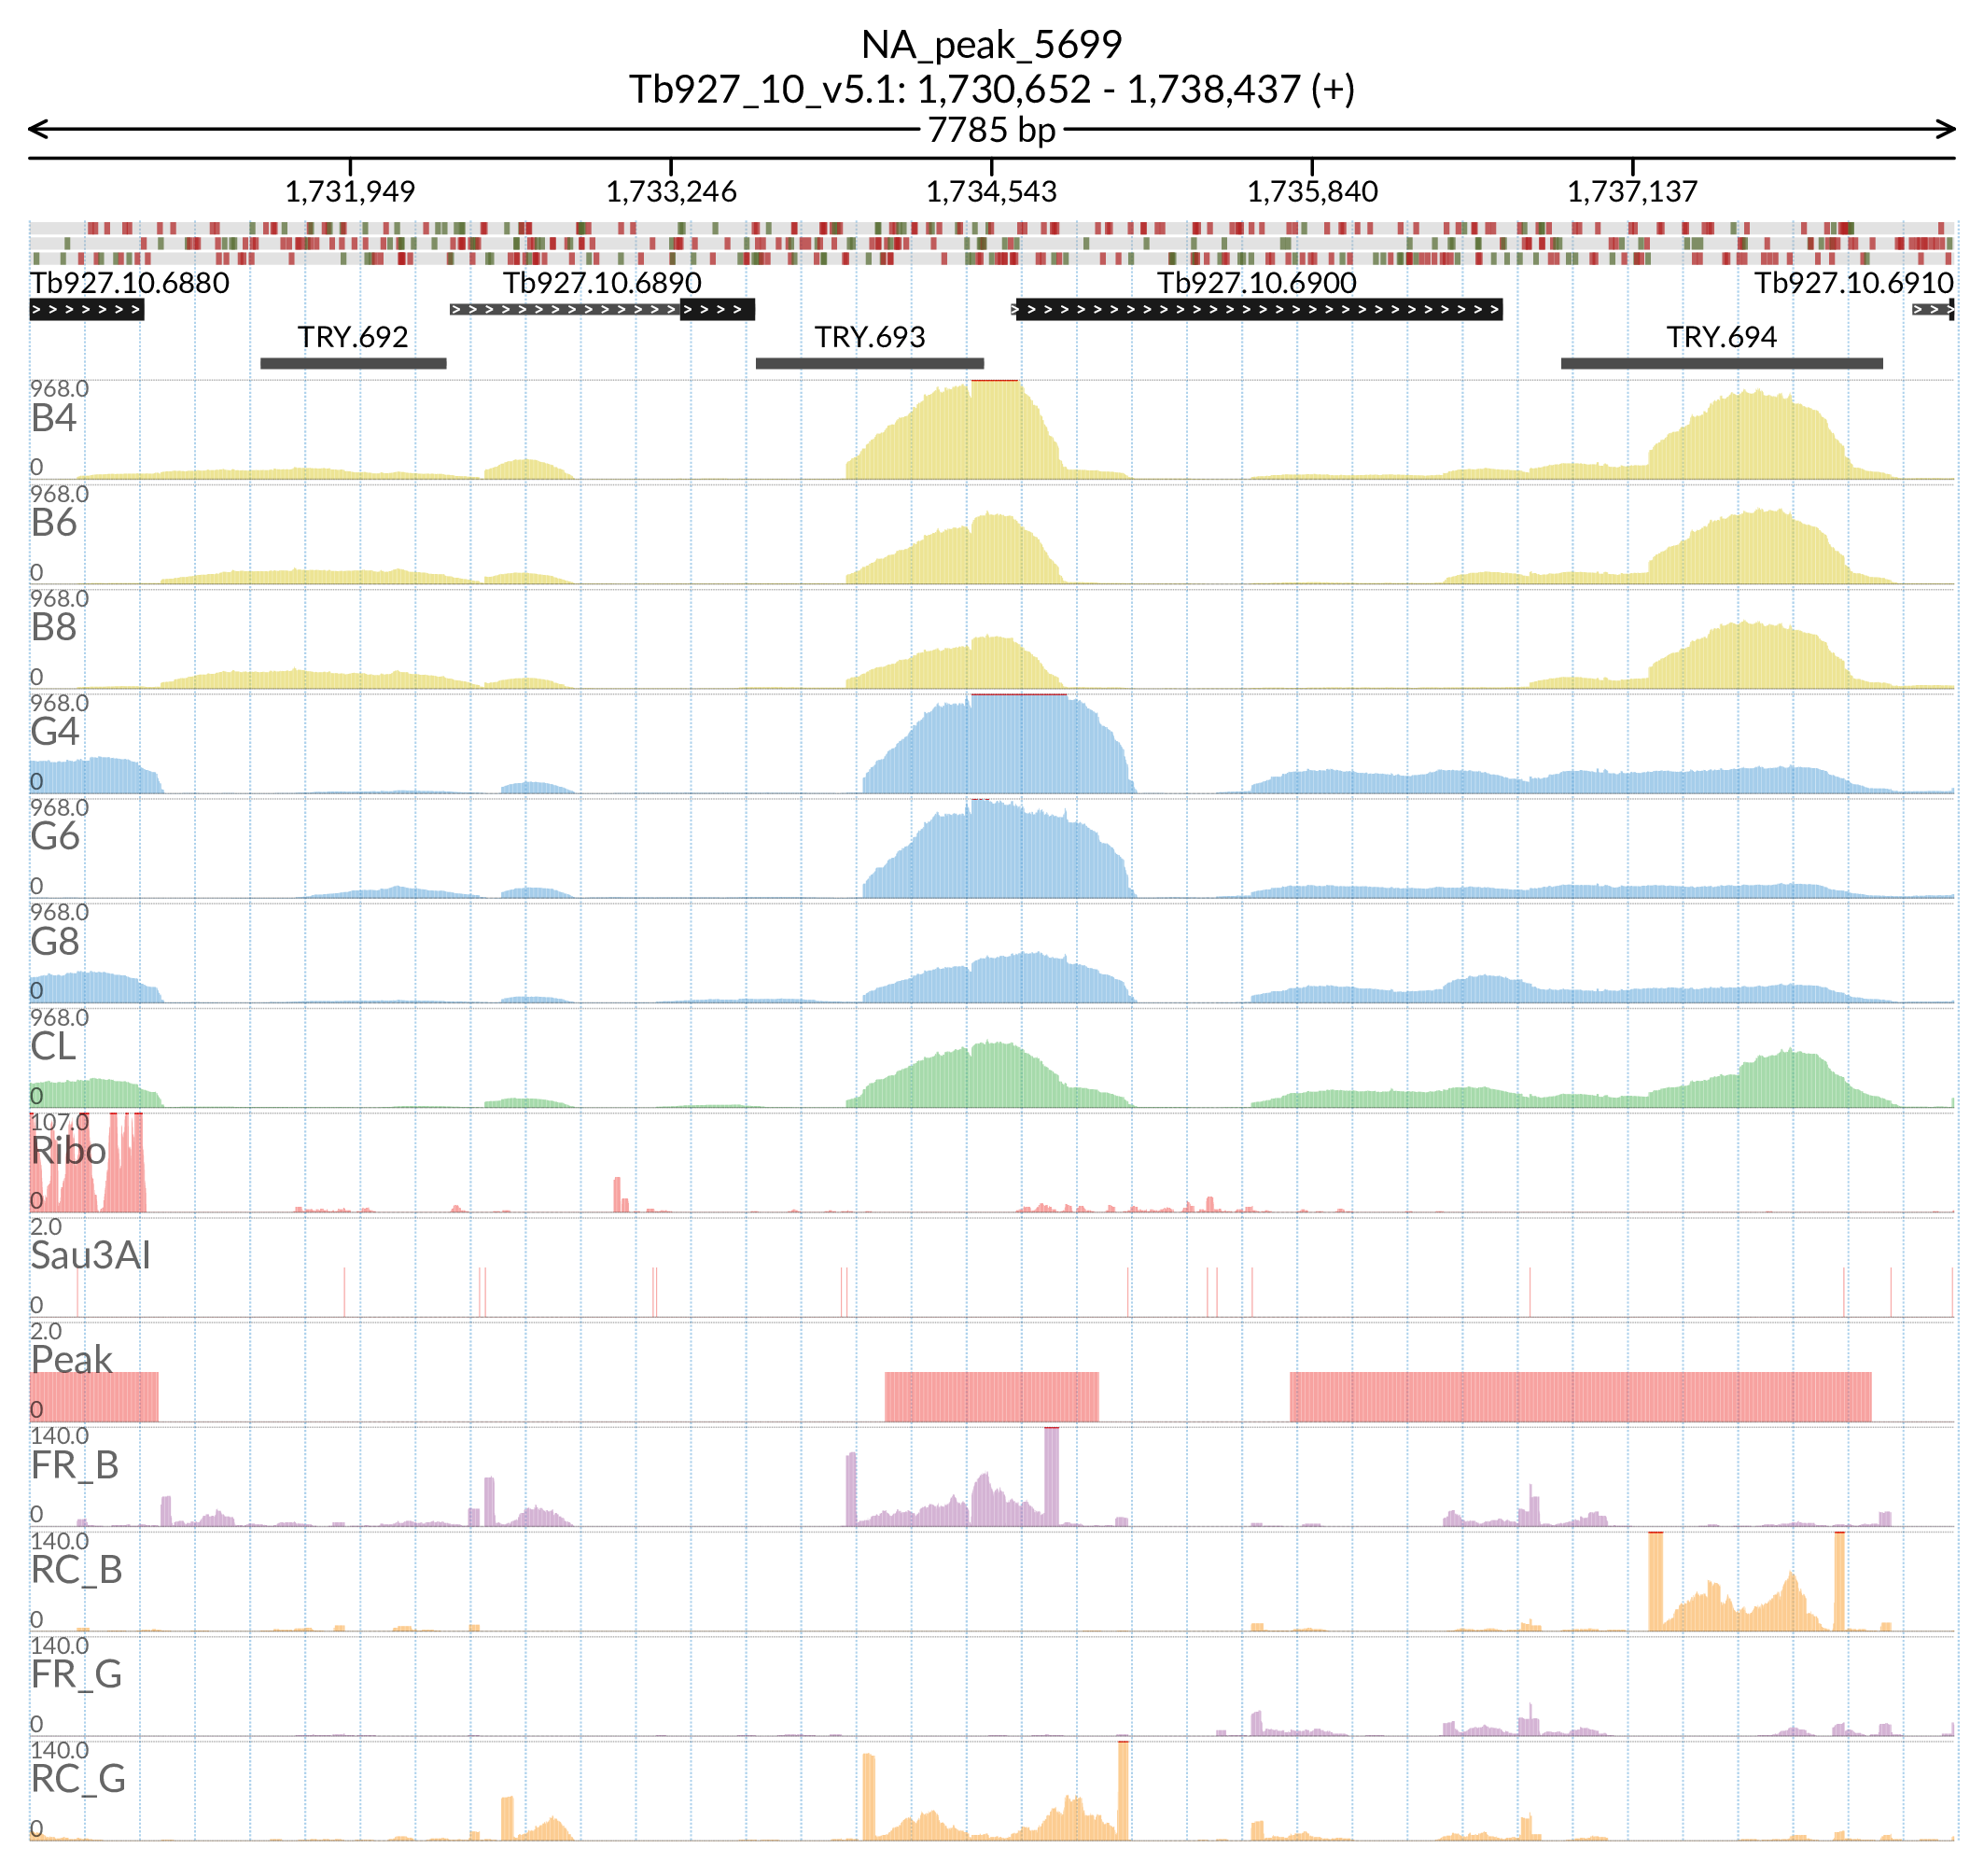 NA_peak_5699
Tb927_10_v5.1: 1,730,652 - 1,738,437 (+)
7785 bp
1,731,949 1,733,246 1,734,543 1,735,840 1,737,137
Tb927.10.6880 Tb927.10.6890 Tb927.10.6900 Tb927.10.6910
TRY.692 TRY.693 TRY.694
968.0
B4
0
968.0
B6
0
968.0
B8
0
968.0
G4
0
968.0
G6
0
968.0
G8
0
968.0
CL
0
107.0
Ribo
0
2.0
Sau3AI
0
2.0
Peak
0
140.0
FR_B
0
140.0
RC_B
0
140.0
FR_G
0
140.0
RC_G
0